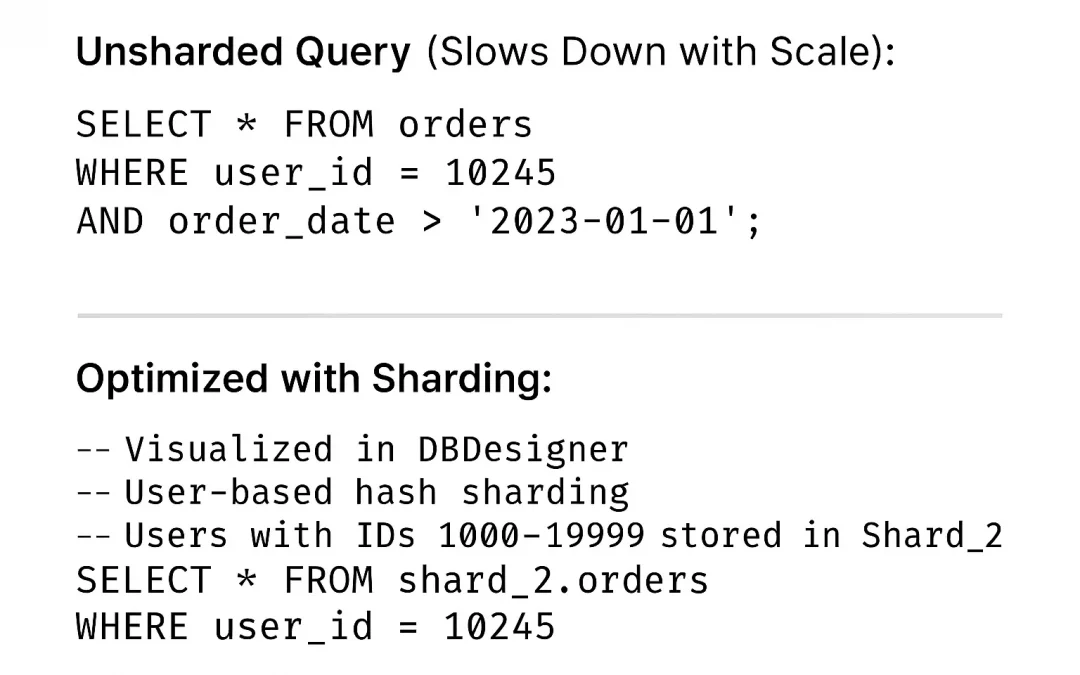 Unsharded Query (Slows Down with Scale):
SELECT * FROM orders
WHERE user_id = 10245
AND order_date > '2023-01-01';
Optimized with Sharding:
-- Visualized in DBDesigner
-- User-based hash sharding
-- Users with IDs 1000-19999 stored in Shard_2
SELECT * FROM shard_2.orders
WHERE user_id = 10245